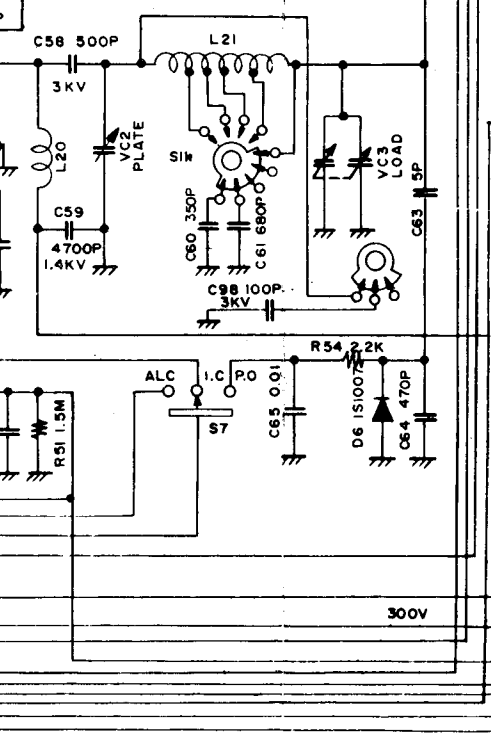 C58 500P
L21
3KV
L20
VC2
PLATE
S1k
VC3
LOAD
C63 5P
C59
4700P
1.4KV
C60 350P
C61 680P
C98 100P
3KV
R54 2.2K
ALC
I.C
P.O
S7
C65 0.01
D6 1S1007
C64 470P
R51 1.5M
300V